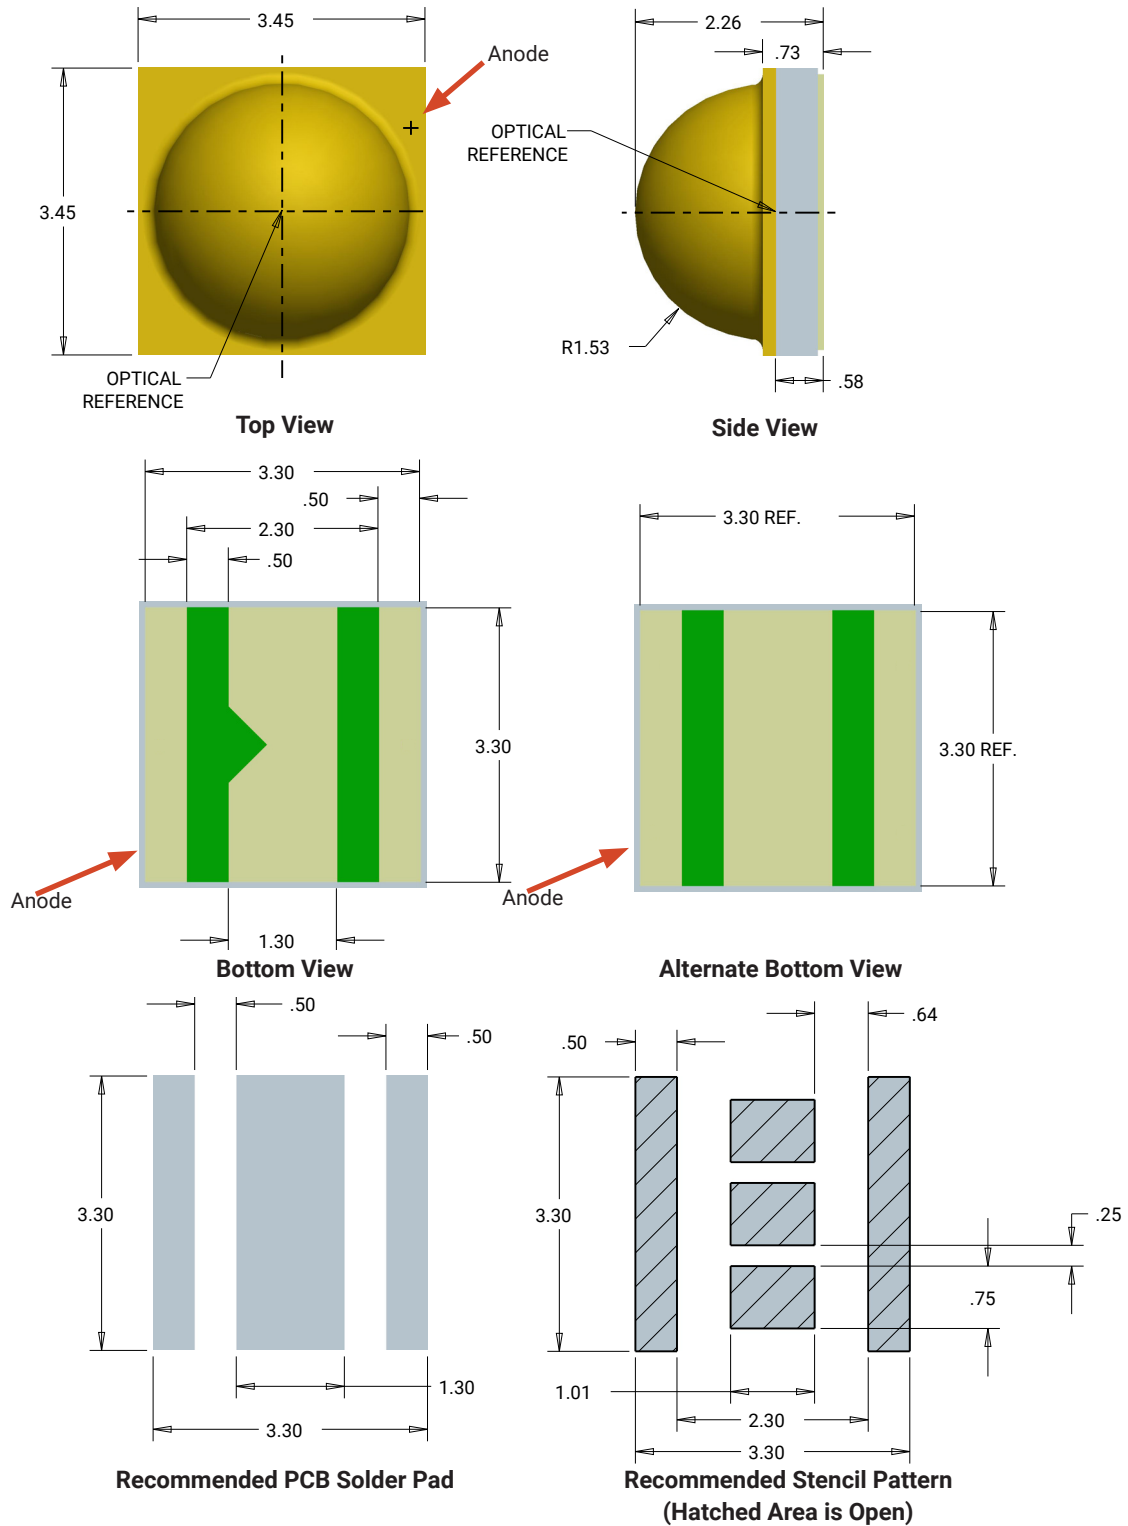 3.45
Anode
+
3.45
OPTICAL
REFERENCE
Top View
2.26
.73
OPTICAL
REFERENCE
R1.53
.58
Side View
3.30
.50
2.30
.50
3.30
Anode
1.30
Bottom View
3.30 REF.
3.30 REF.
Anode
Alternate Bottom View
.50
.50
3.30
1.30
3.30
Recommended PCB Solder Pad
.64
.50
3.30
.25
.75
1.01
2.30
3.30
Recommended Stencil Pattern
(Hatched Area is Open)